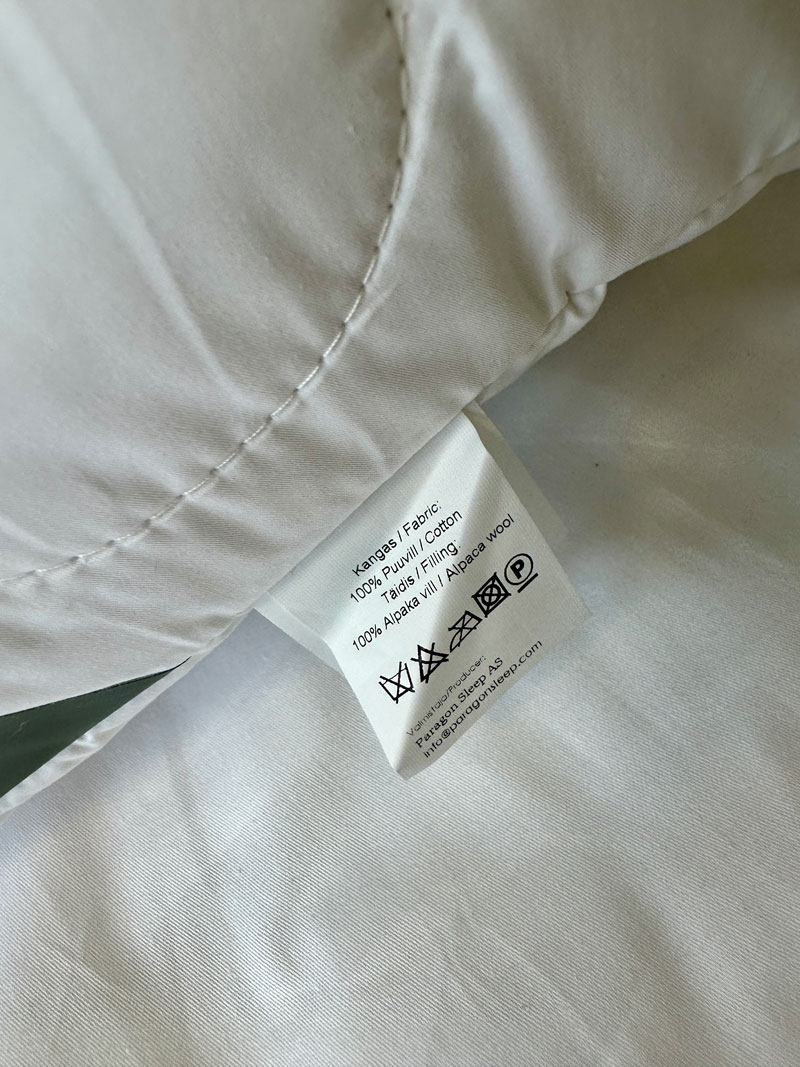 Kangas / Fabric:
100% Puuvill / Cotton
Täidis / Filling:
100% Alpaka vill / Alpaca wool
P
Valmistaja/Producer:
Paragon Sleep AS
info@paragonsleep.com